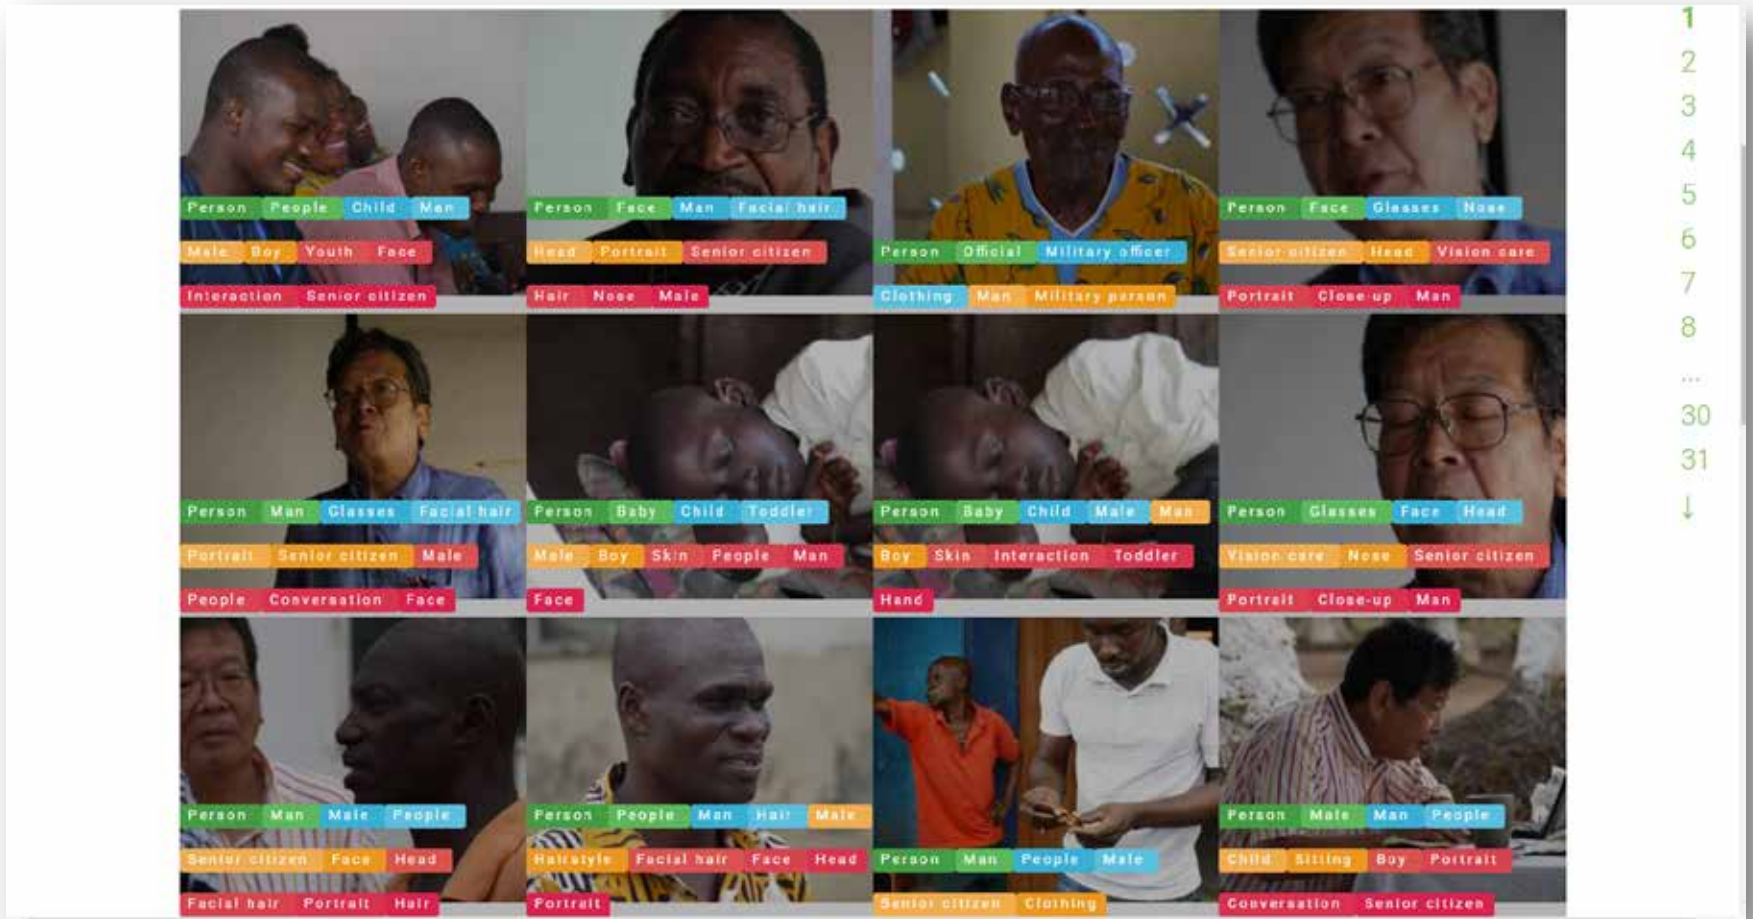 Person People Child Man
Male Boy Youth Face
Interaction Senior citizen
Person Face Man Facial hair
Head Portrait Senior citizen
Hair Nose Male
Person Official Military officer
Clothing Man Military person
Person Face Glasses Nose
Senior citizen Head Vision care
Portrait Close-up Man
Person Man Glasses Facial hair
Portrait Senior citizen Male
People Conversation Face
Person Baby Child Toddler
Male Boy Skin People Man
Face
Person Baby Child Male Man
Boy Skin Interaction Toddler
Hand
Person Glasses Face Head
Vision care Nose Senior citizen
Portrait Close-up Man
Person Man Male People
Senior citizen Face Head
Facial hair Portrait Hair
Person People Man Hair Male
Hairstyle Facial hair Face Head
Portrait
Person Man People Male
Senior citizen Clothing
Person Male Man People
Child Sitting Boy Portrait
Conversation Senior citizen
1
2
3
4
5
6
7
8
...
30
31
↓